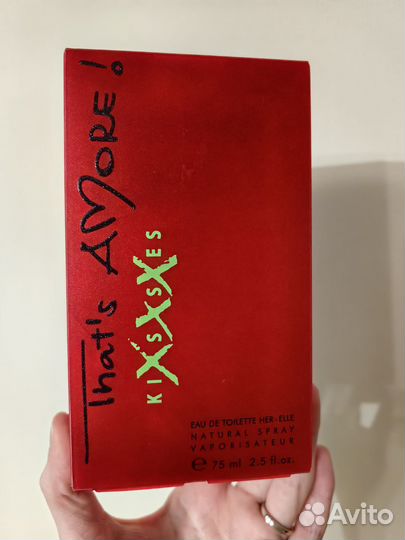 That's AMORE!
KIXSXSXES
EAU DE TOILETTE HER-ELLE
NATURAL SPRAY
VAPORISATEUR
℮ 75 ml 2.5 fl.oz.
Avito